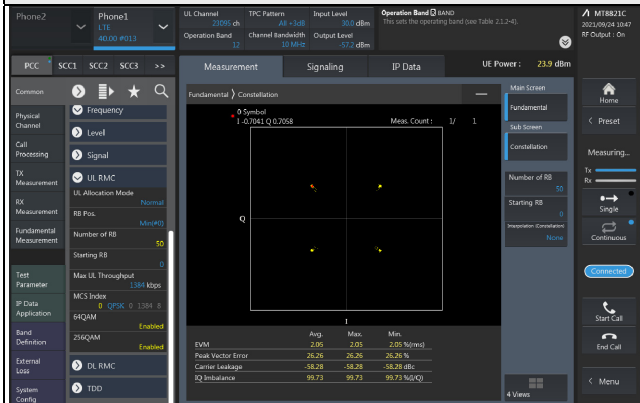 Phone2
Phone1
LTE
40.00 #013
UL Channel
23095 ch
TPC Pattern
All +3dB
Input Level
30.0 dBm
Operation Band
12
Channel Bandwidth
10 MHz
Output Level
-57.2 dBm
Operation Band BAND
This sets the operating band (see Table 2.1.2-4).
MT8821C
2021/09/24 10:47
RF Output : On
PCC
SCC1
SCC2
SCC3
>>
Measurement
Signaling
IP Data
UE Power : 23.9 dBm
Common
Physical
Channel
Call
Processing
TX
Measurement
RX
Measurement
Fundamental
Measurement
Test
Parameter
IP Data
Application
Band
Definition
External
Loss
System
Config
Frequency
Level
Signal
UL RMC
UL Allocation Mode
Normal
RB Pos.
Min(#0)
Number of RB
50
Starting RB
0
Max UL Throughput
1384 kbps
MCS Index
0 QPSK 0 1384 8
64QAM
Enabled
256QAM
Enabled
DL RMC
TDD
Fundamental > Constellation
0 Symbol
I -0.7041 Q 0.7058
Meas. Count : 1/ 1
Q
I
Avg. Max. Min.
EVM 2.05 2.05 2.05 %(rms)
Peak Vector Error 26.26 26.26 26.26 %
Carrier Leakage -58.28 -58.28 -58.28 dBc
IQ Imbalance 99.73 99.73 99.73 %(I/Q)
Main Screen
Fundamental
Sub Screen
Constellation
Number of RB
50
Starting RB
0
Interpolation (Constellation)
None
4 Views
Home
< Preset
Measuring...
Tx
Rx
Single
Continuous
Connected
Start Call
End Call
< Menu